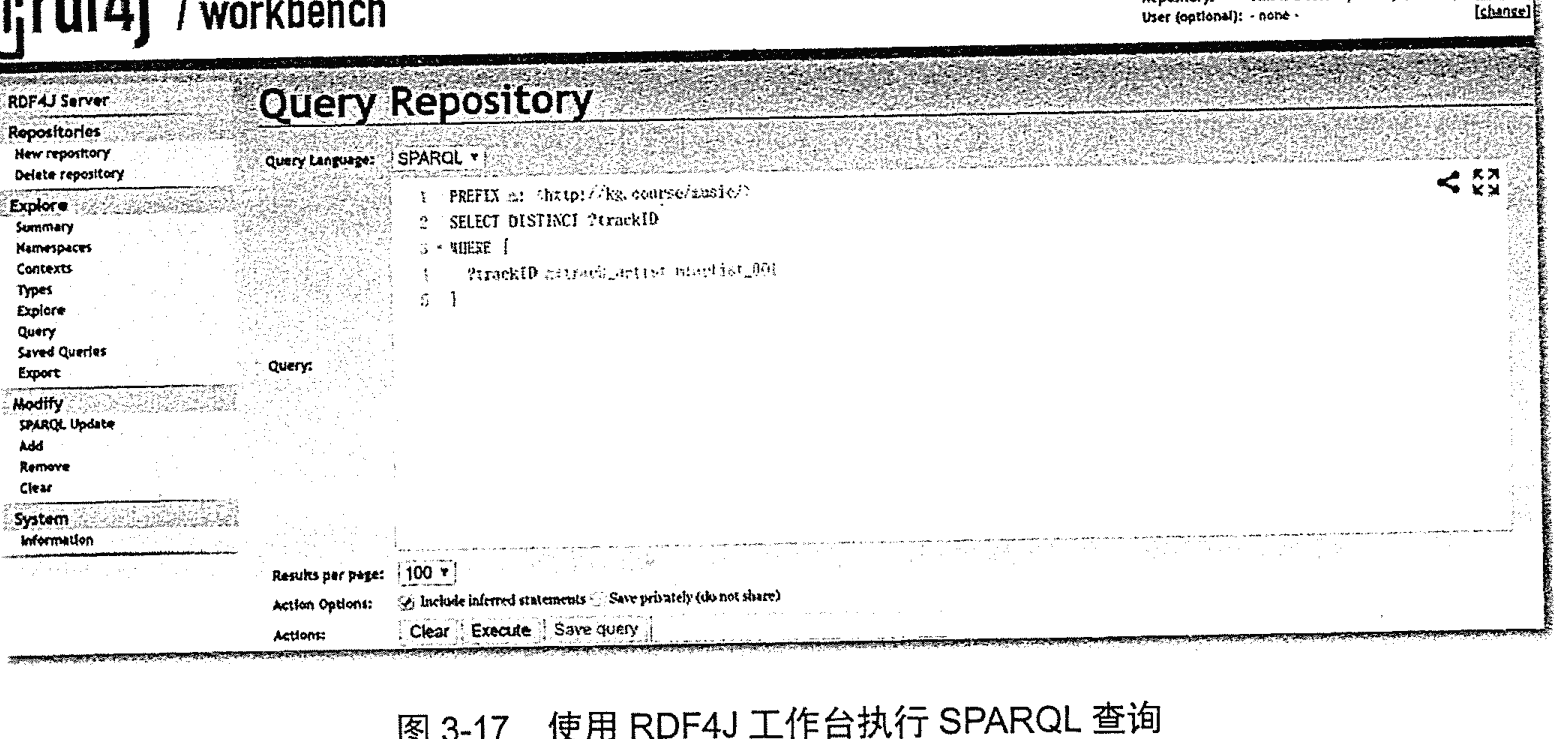 / workbench
User (optional): - none -
[change]
RDF4J Server
Repositories
New repository
Delete repository
Explore
Summary
Namespaces
Contexts
Types
Explore
Query
Saved Queries
Export
Modify
SPARQL Update
Add
Remove
Clear
System
Information
Query Repository
Query Language: SPARQL
1 PREFIX m: <http://kg.course/music/>
2 SELECT DISTINCT ?trackID
3 WHERE {
4 ?trackID
5 }
Query:
Results per page: 100
Action Options: Include inferred statements Save privately (do not share)
Actions: Clear Execute Save query
图 3-17 使用 RDF4J 工作台执行 SPARQL 查询